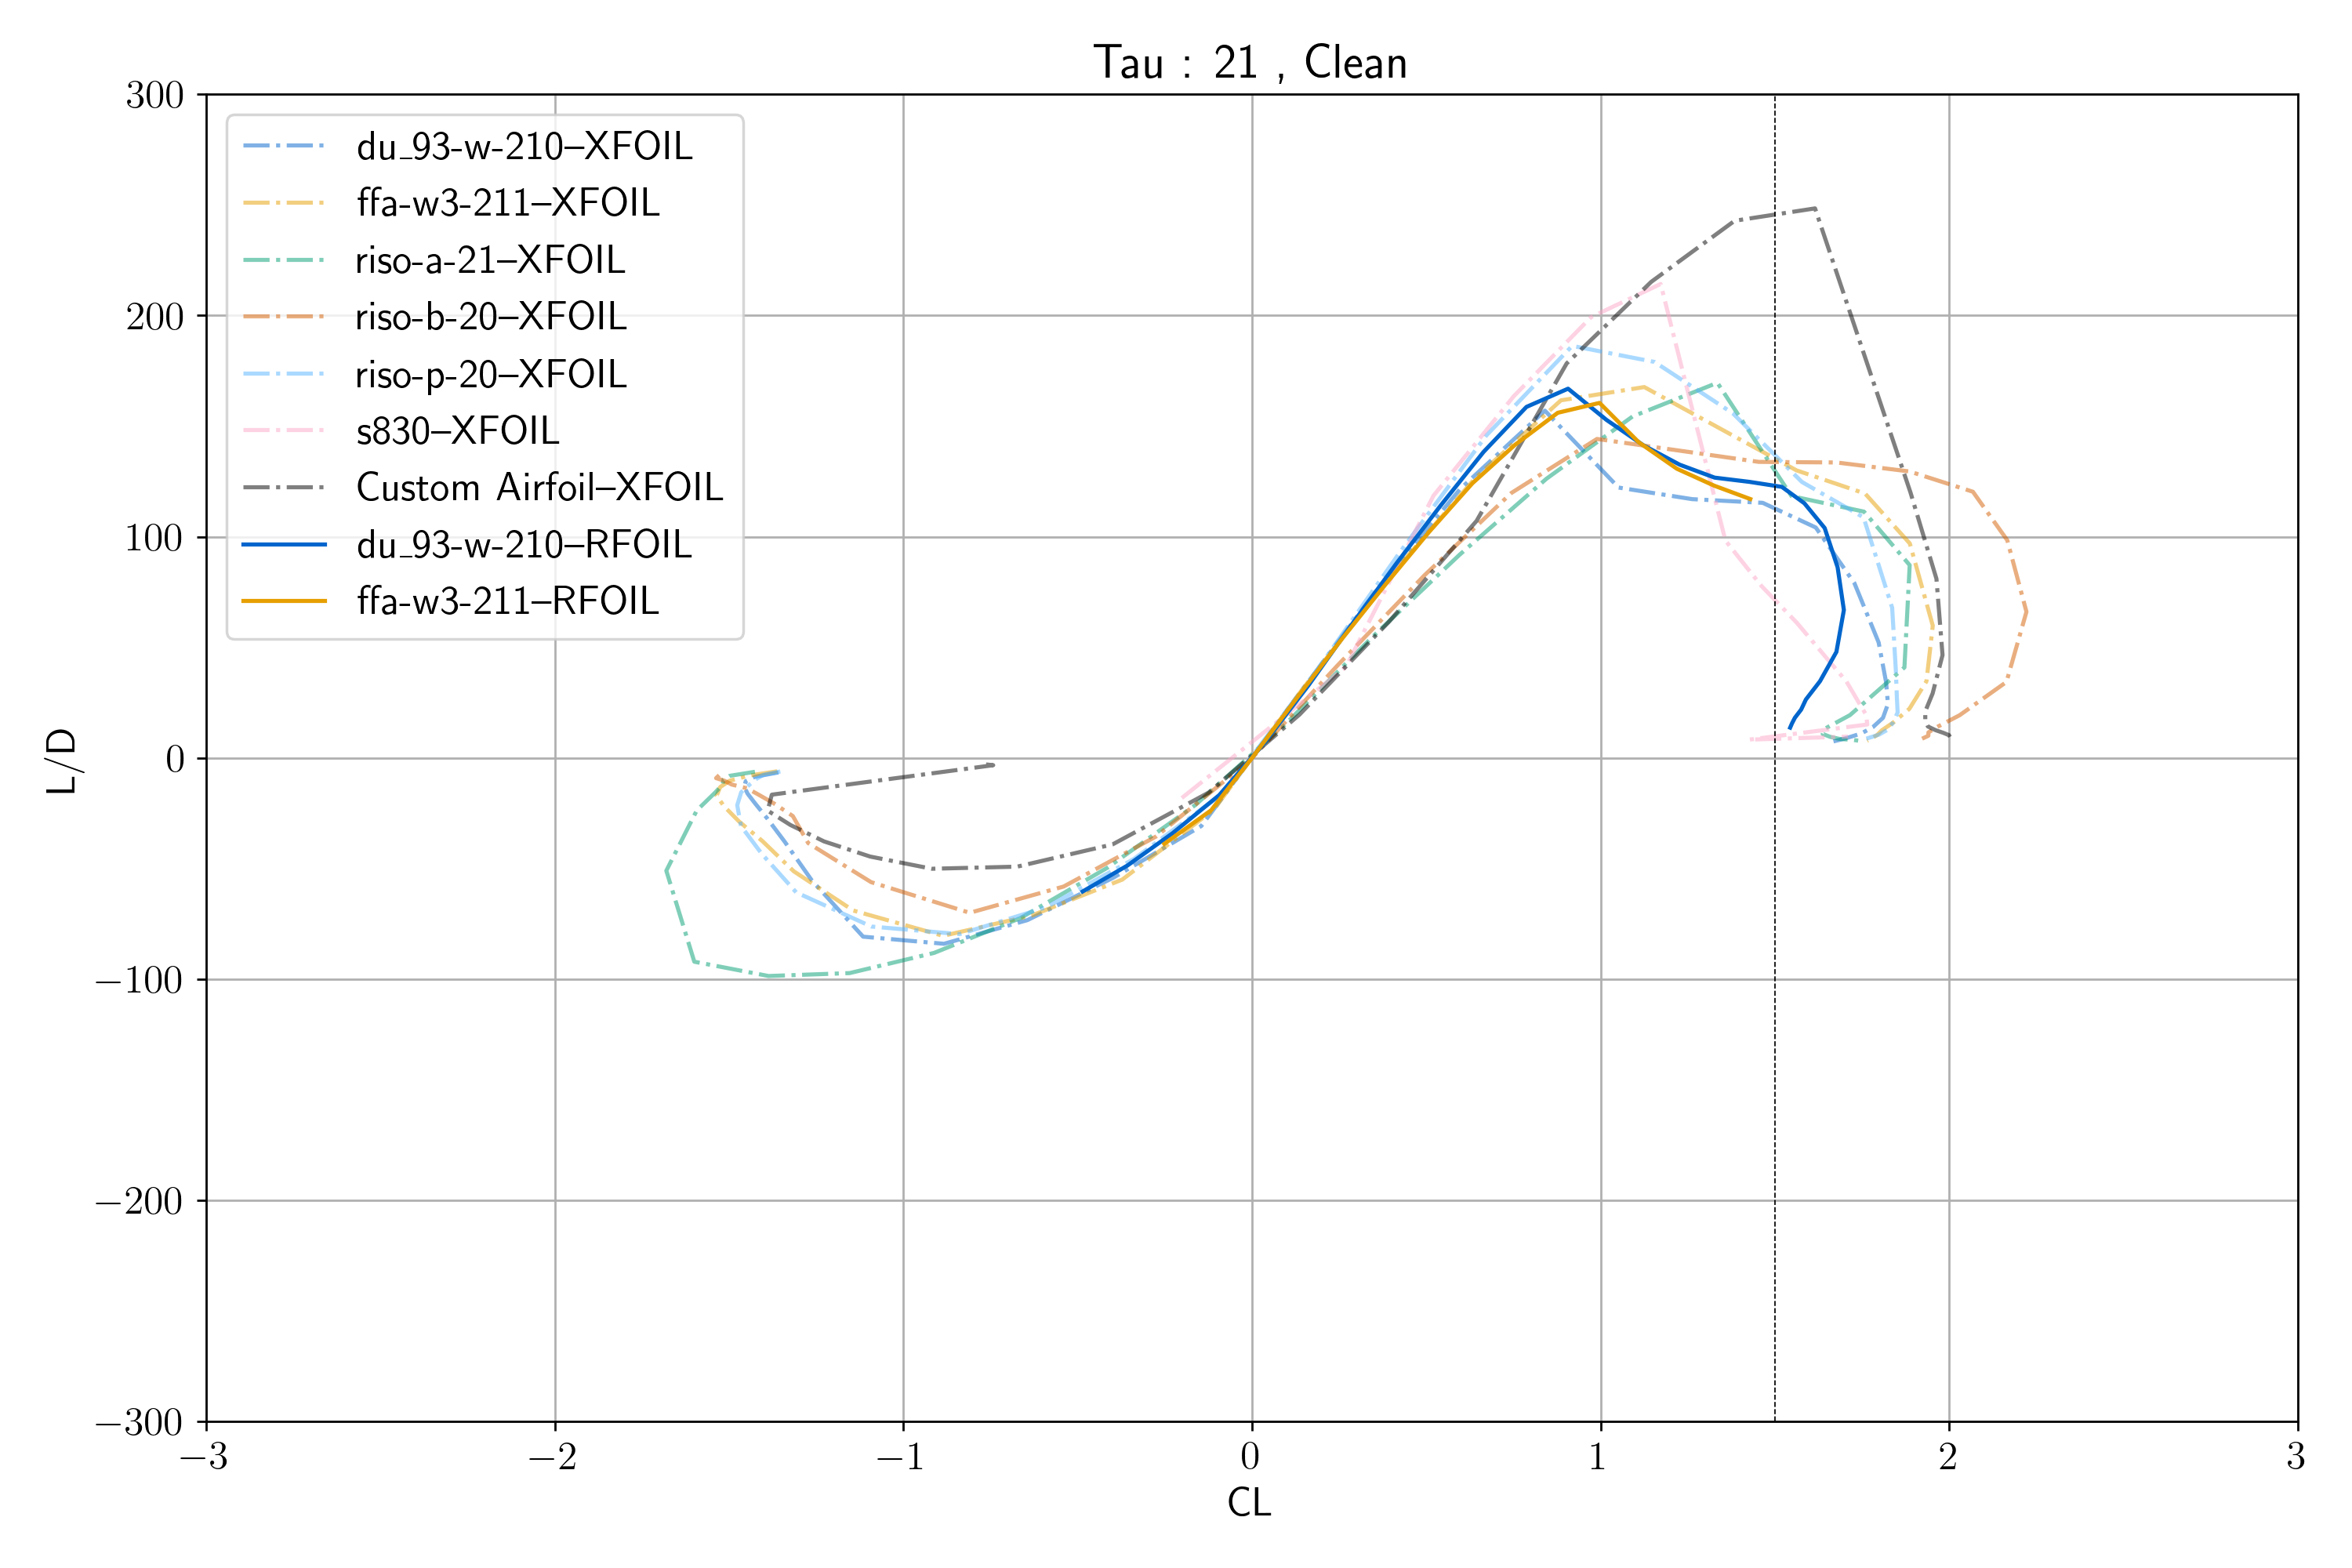 Tau : 21 , Clean
300
200
100
0
−100
−200
−300
L/D
du_93-w-210–XFOIL
ffa-w3-211–XFOIL
riso-a-21–XFOIL
riso-b-20–XFOIL
riso-p-20–XFOIL
s830–XFOIL
Custom Airfoil–XFOIL
du_93-w-210–RFOIL
ffa-w3-211–RFOIL
−3 −2 −1 0 1 2 3
CL